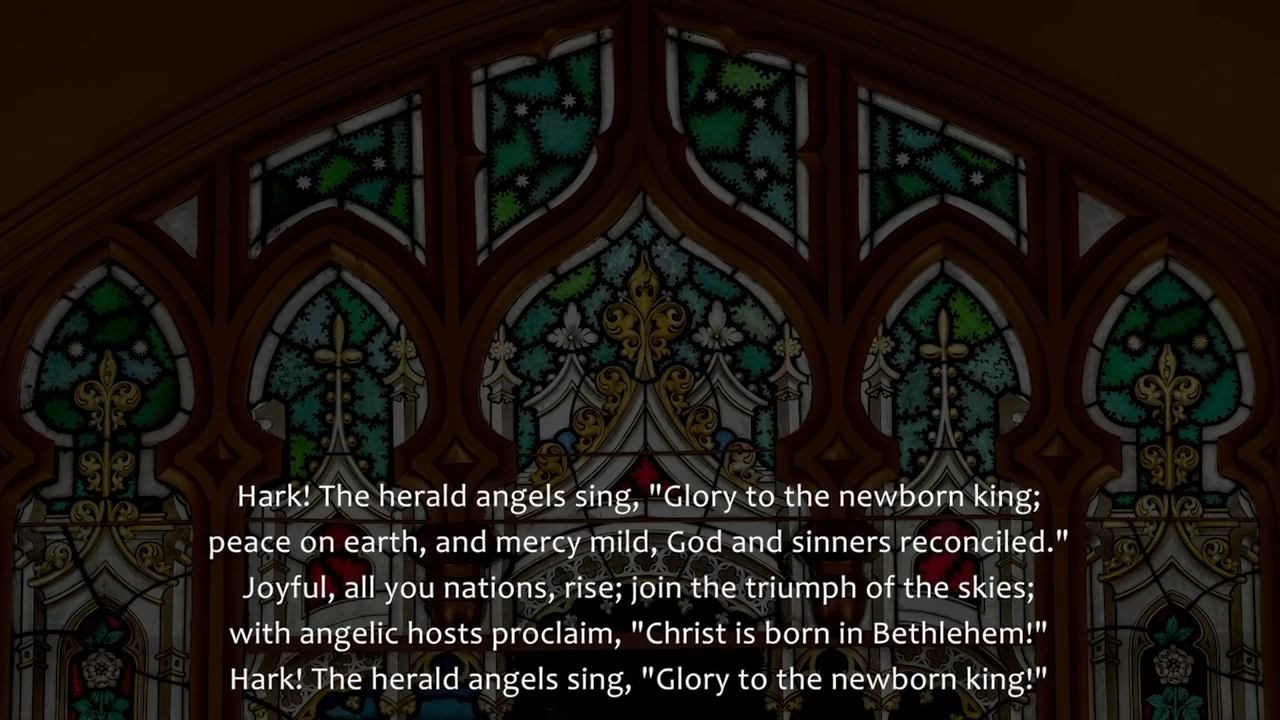 Hark! The herald angels sing, "Glory to the newborn king;
peace on earth, and mercy mild, God and sinners reconciled."
Joyful, all you nations, rise; join the triumph of the skies;
with angelic hosts proclaim, "Christ is born in Bethlehem!"
Hark! The herald angels sing, "Glory to the newborn king!"